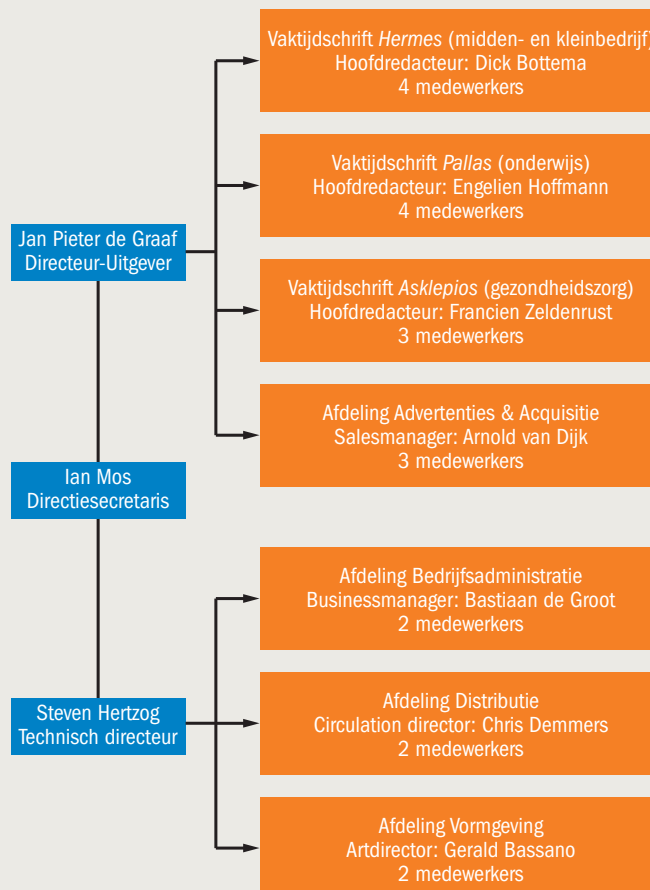 Vaktijdschrift Hermes (midden- en kleinbedrijf)
Hoofdredacteur: Dick Bottema
4 medewerkers
Vaktijdschrift Pallas (onderwijs)
Hoofdredacteur: Engelien Hoffmann
4 medewerkers
Jan Pieter de Graaf
Directeur-Uitgever
Vaktijdschrift Asklepios (gezondheidszorg)
Hoofdredacteur: Francien Zeldenrust
3 medewerkers
Afdeling Advertenties & Acquisitie
Salesmanager: Arnold van Dijk
3 medewerkers
Ian Mos
Directiesecretaris
Afdeling Bedrijfsadministratie
Businessmanager: Bastiaan de Groot
2 medewerkers
Steven Hertzog
Technisch directeur
Afdeling Distributie
Circulation director: Chris Demmers
2 medewerkers
Afdeling Vormgeving
Artdirector: Gerald Bassano
2 medewerkers